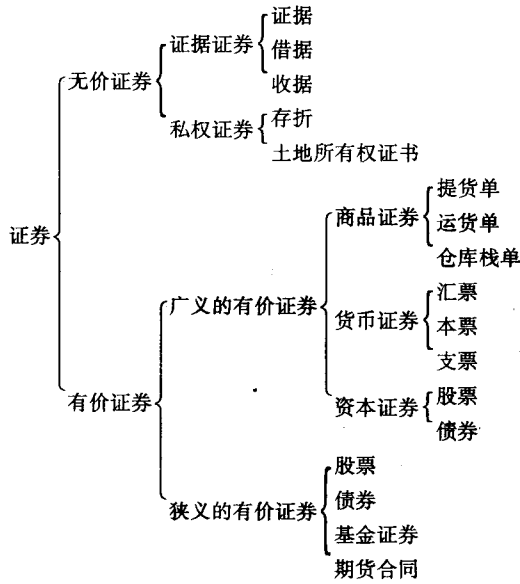 证据
证据证券
借据
无价证券
收据
私权证券
存折
土地所有权证书
证券
提货单
商品证券
运货单
仓库栈单
广义的有价证券
汇票
货币证券
本票
支票
有价证券
资本证券
股票
债券
股票
狭义的有价证券
债券
基金证券
期货合同